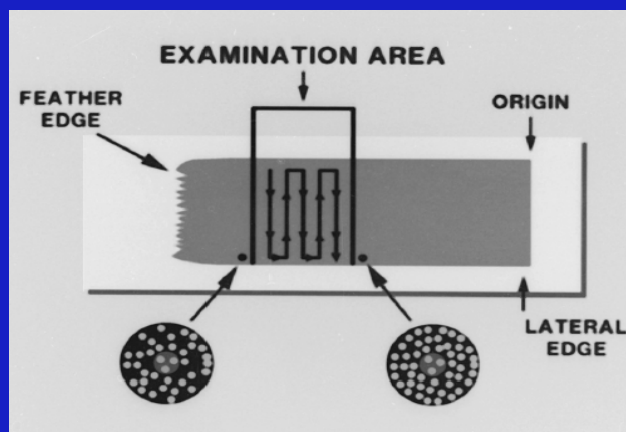 EXAMINATION AREA
FEATHER
EDGE
ORIGIN
LATERAL
EDGE